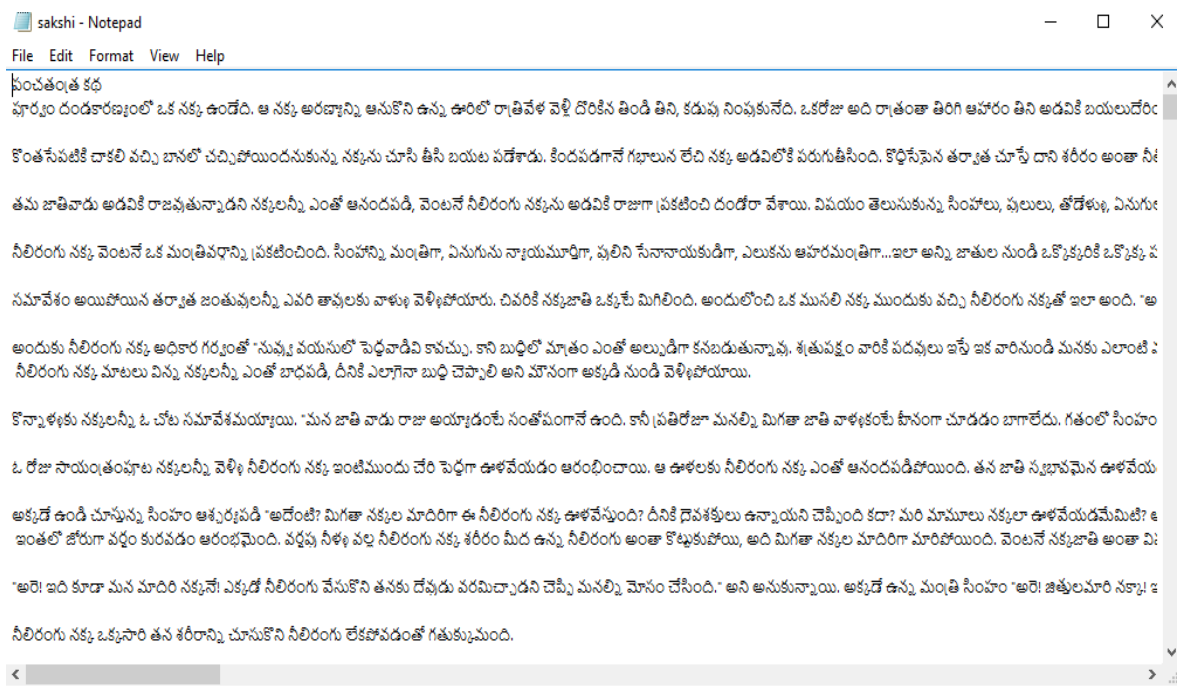 sakshi - Notepad
File Edit Format View Help
పంచతంత్ర కథ
పూర్వం దండకారణ్యంలో ఒక నక్క ఉండేది. ఆ నక్క అరణ్యాన్ని ఆనుకొని ఉన్న ఊరిలో రాత్రివేళ వెళ్లి దొరికిన తిండి తిని, కడుపు నింపుకునేది. ఒకరోజు అది రాత్రంతా తిరిగి ఆహారం తిని అడవికి బయలుదేరిం
కొంతసేపటికి చాకలి వచ్చి బానలో చచ్చిపోయిందనుకున్న నక్కను చూసి తీసి బయట పడేశాడు. కిందపడగానే గభాలున లేచి నక్క అడవిలోకి పరుగుతీసింది. కొద్దిసేపైన తర్వాత చూస్తే దాని శరీరం అంతా
తమ జాతివాడు అడవికి రాజవుతున్నాడని నక్కలన్నీ ఎంతో ఆనందపడి, వెంటనే నీలిరంగు నక్కను అడవికి రాజుగా ప్రకటించి దండోరా వేశాయి. విషయం తెలుసుకున్న సింహాలు, పులులు, తోడేళ్ళు, ఏనుగుల
నీలిరంగు నక్క వెంటనే ఒక మంత్రివర్గాన్ని ప్రకటించింది. సింహాన్ని మంత్రిగా, ఏనుగును న్యాయమూర్తిగా, పులిని సేనానాయకుడిగా, ఎలుకను ఆహరమంత్రిగా...ఇలా అన్ని జాతుల నుండి ఒక్కొక్కరికి ఒక్కొక్క ప
సమావేశం అయిపోయిన తర్వాత జంతువులన్నీ ఎవరి తావులకు వాళ్ళు వెళ్ళిపోయారు. చివరికి నక్కజాతి ఒక్కటే మిగిలింది. అందులోంచి ఒక ముసలి నక్క ముందుకు వచ్చి నీలిరంగు నక్కతో ఇలా అంది. "అ
అందుకు నీలిరంగు నక్క అధికార గర్వంతో "నువ్వు వయసులో పెద్దవాడివి కావచ్చు. కాని బుద్ధిలో మాత్రం ఎంతో అల్పుడిగా కనబడుతున్నావు. శత్రుపక్షం వారికి పదవులు ఇస్తే ఇక వారినుండి మనకు ఎలాంటి
నీలిరంగు నక్క మాటలు విన్న నక్కలన్నీ ఎంతో బాధపడి, దీనికి ఎలాగైనా బుద్ధి చెప్పాలి అని మౌనంగా అక్కడి నుండి వెళ్ళిపోయాయి.
కొన్నాళ్ళకు నక్కలన్నీ ఓ చోట సమావేశమయ్యాయి. "మన జాతి వాడు రాజు అయ్యాడంటే సంతోషంగానే ఉంది. కానీ ప్రతిరోజూ మనల్ని మిగతా జాతి వాళ్ళకంటే హీనంగా చూడడం బాగాలేదు. గతంలో సింహం
ఓ రోజు సాయంత్రంపూట నక్కలన్నీ వెళ్ళి నీలిరంగు నక్క ఇంటిముందు చేరి పెద్దగా ఊళవేయడం ఆరంభించాయి. ఆ ఊళలకు నీలిరంగు నక్క ఎంతో ఆనందపడిపోయింది. తన జాతి స్వభావమైన ఊళవేయ
అక్కడే ఉండి చూస్తున్న సింహం ఆశ్చర్యపడి "అదేంటి? మిగతా నక్కల మాదిరిగా ఈ నీలిరంగు నక్క ఊళవేస్తుంది? దీనికి దైవశక్తులు ఉన్నాయని చెప్పింది కదా? మరి మామూలు నక్కలా ఊళవేయడమేమిటి?
ఇంతలో జోరుగా వర్షం కురవడం ఆరంభమైంది. వర్షపు నీళ్ళ వల్ల నీలిరంగు నక్క శరీరం మీద ఉన్న నీలిరంగు అంతా కొట్టుకుపోయి, అది మిగతా నక్కల మాదిరిగా మారిపోయింది. వెంటనే నక్కజాతి అంతా
"అరె! ఇది కూడా మన మాదిరి నక్కనే! ఎక్కడో నీలిరంగు వేసుకొని తనకు దేవుడు వరమిచ్చాడని చెప్పి మనల్ని మోసం చేసింది." అని అనుకున్నాయి. అక్కడే ఉన్న మంత్రి సింహం "అరె! జిత్తులమారి నక్కా!
నీలిరంగు నక్క ఒక్కసారి తన శరీరాన్ని చూసుకొని నీలిరంగు లేకపోవడంతో గతుక్కుమంది.